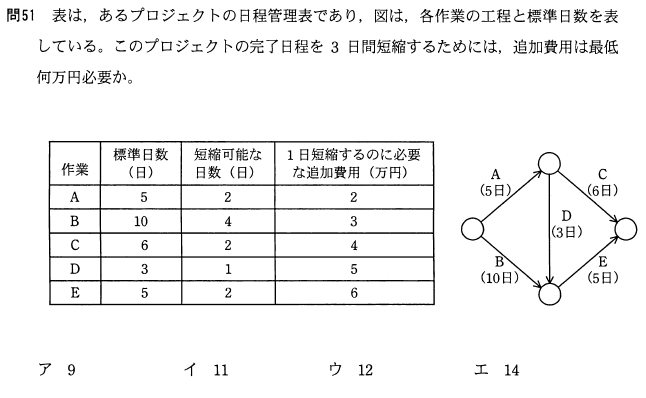 問51 表は，あるプロジェクトの日程管理表であり，図は，各作業の工程と標準日数を表
している。このプロジェクトの完了日程を 3 日間短縮するためには，追加費用は最低
何万円必要か。
作業 標準日数（日） 短縮可能な日数（日） 1日短縮するのに必要な追加費用（万円）
A 5 2 2
B 10 4 3
C 6 2 4
D 3 1 5
E 5 2 6
A
(5日)
C
(6日)
D
(3日)
B
(10日)
E
(5日)
ア 9 イ 11 ウ 12 エ 14